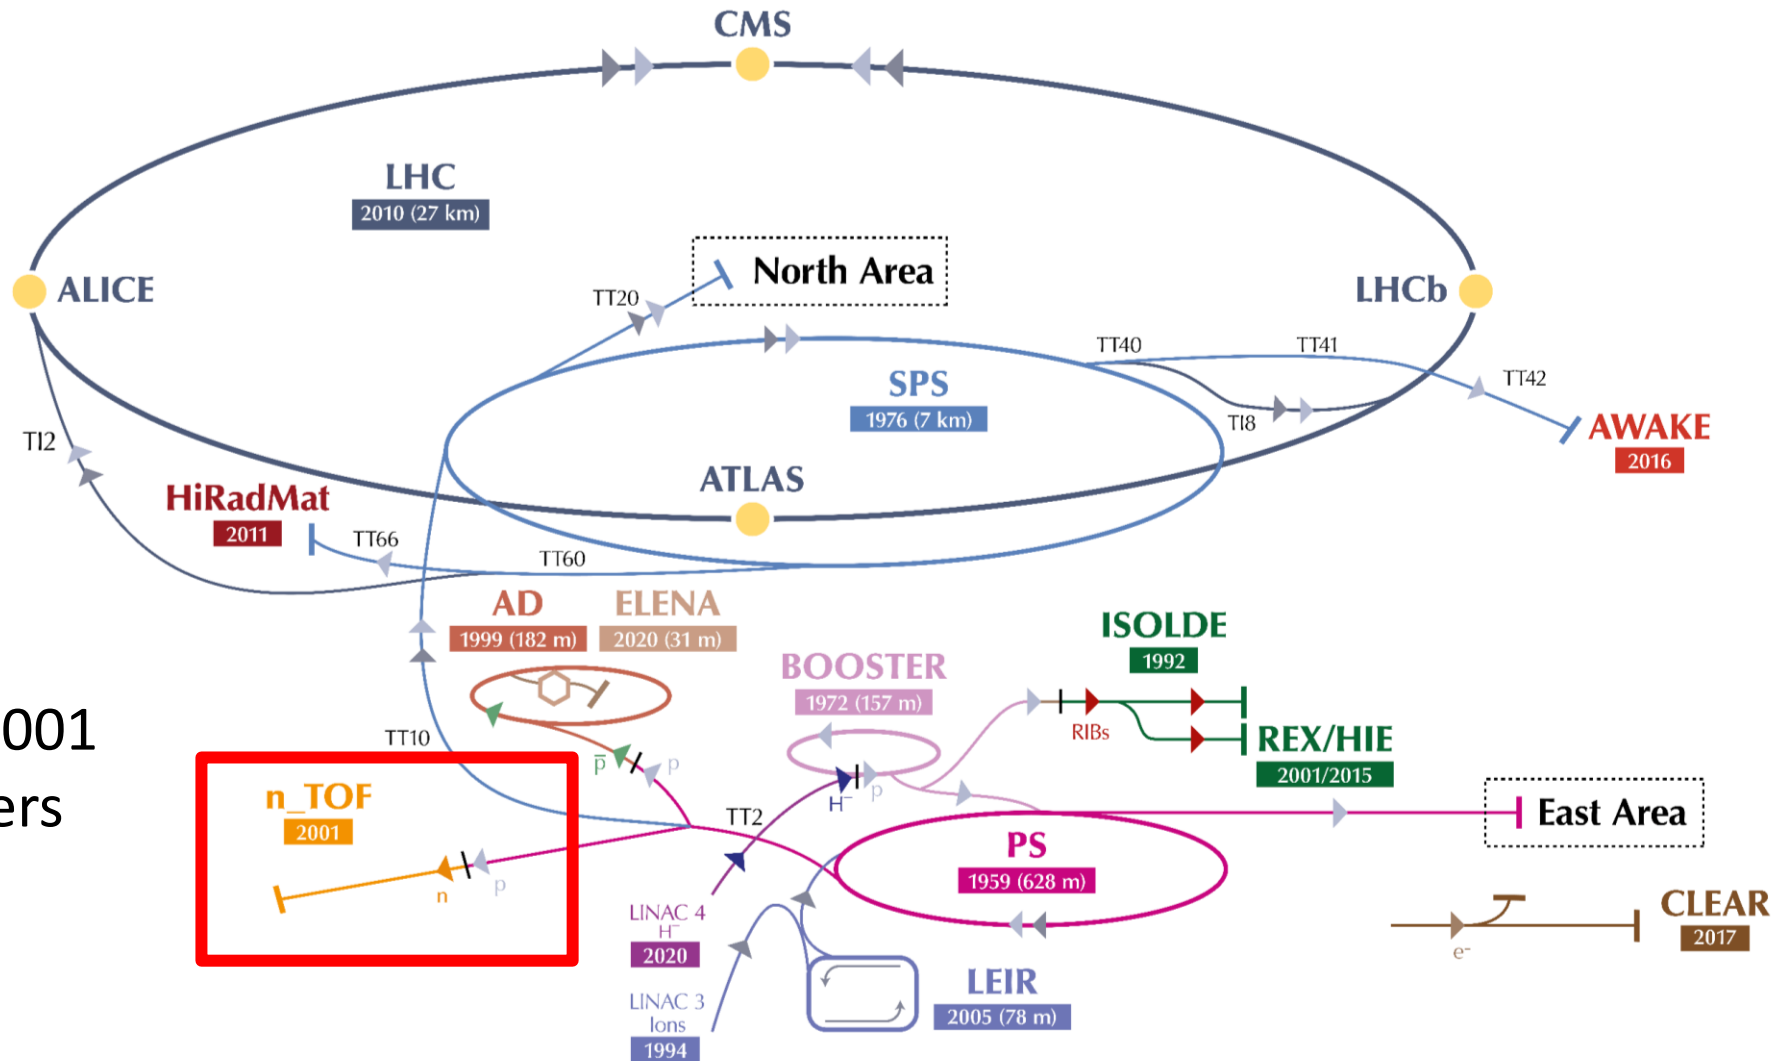 CMS
LHC
2010 (27 km)
North Area
TT20
ALICE
LHCb
TT40
TT41
TT42
SPS
1976 (7 km)
TI8
AWAKE
2016
TI2
ATLAS
HiRadMat
2011
TT66
TT60
AD
1999 (182 m)
ELENA
2020 (31 m)
ISOLDE
1992
BOOSTER
1972 (157 m)
RIBs
REX/HIE
2001/2015
001
ers
TT10
p̅
p
H⁻
p
n_TOF
2001
n
p
TT2
East Area
PS
1959 (628 m)
LINAC 4
H⁻
2020
CLEAR
2017
e⁻
LINAC 3
Ions
1994
LEIR
2005 (78 m)